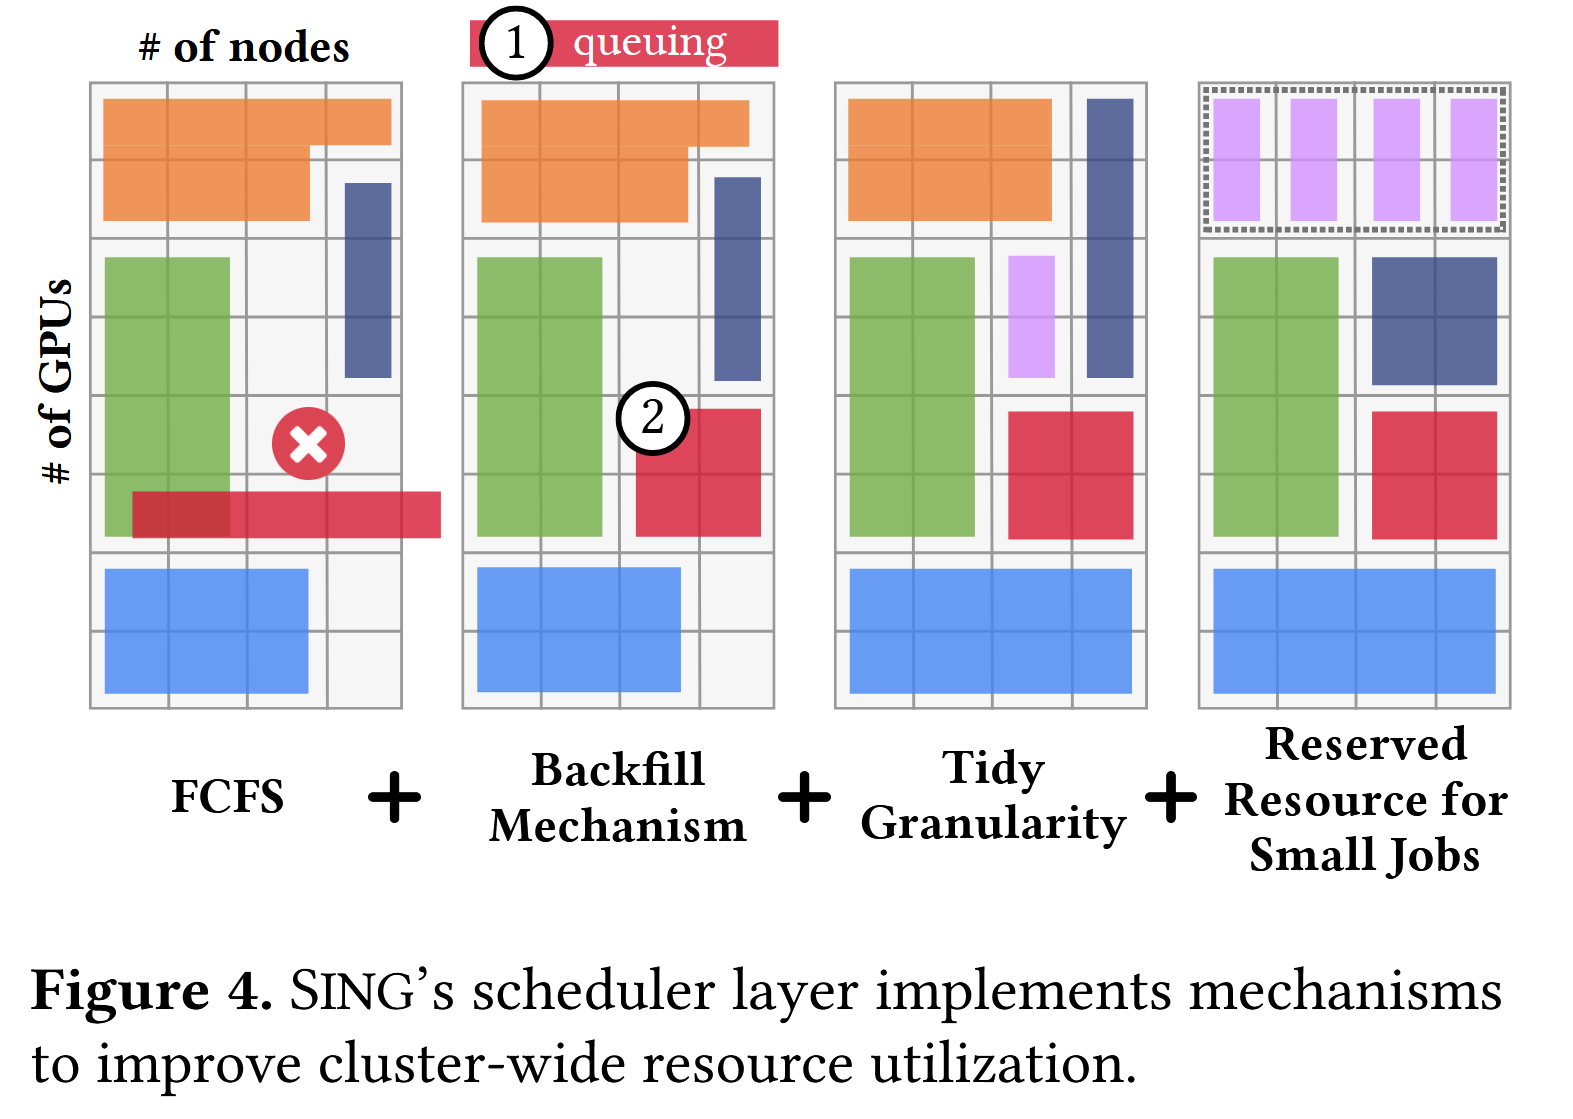 # of nodes
1 queuing
# of GPUs
2
FCFS + Backfill Mechanism + Tidy Granularity + Reserved Resource for Small Jobs
Figure 4. SING’s scheduler layer implements mechanisms
to improve cluster-wide resource utilization.